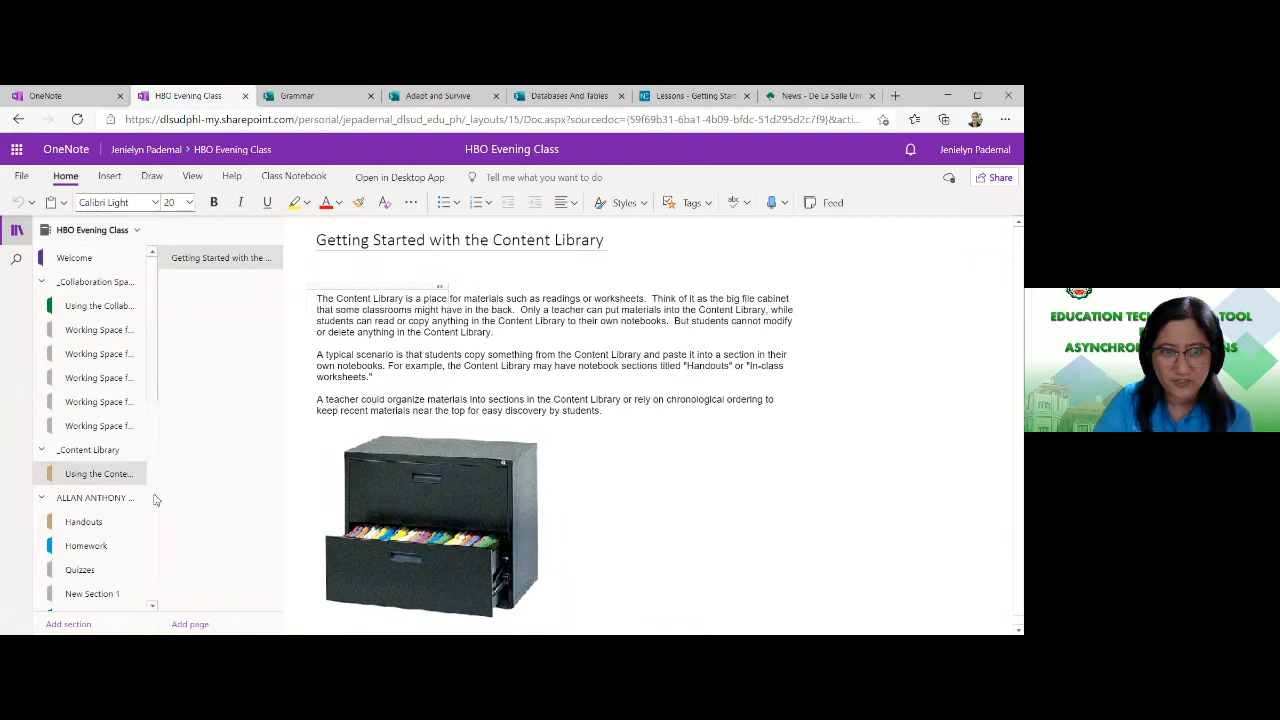 OneNote
HBO Evening Class
Grammar
Adapt and Survive
Databases And Tables
Lessons - Getting Start
News - De La Salle Uni
https://dlsudphl-my.sharepoint.com/personal/jepadernal_dlsud_edu_ph/_layouts/15/Doc.aspx?sourcedoc={59f69b31-6ba1-4b09-bfdc-51d295d2c7f9}&acti...
OneNote
Jenielyn Padernal > HBO Evening Class
HBO Evening Class
Jenielyn Padernal
File
Home
Insert
Draw
View
Help
Class Notebook
Open in Desktop App
Tell me what you want to do
Share
Calibri Light
20
B
I
U
A
Styles
Tags
abc
Feed
HBO Evening Class
Welcome
_Collaboration Spa...
Using the Collab...
Working Space f...
Working Space f...
Working Space f...
Working Space f...
Working Space f...
_Content Library
Using the Conte...
ALLAN ANTHONY ...
Handouts
Homework
Quizzes
New Section 1
Add section
Getting Started with the ...
Add page
Getting Started with the Content Library
The Content Library is a place for materials such as readings or worksheets. Think of it as the big file cabinet
that some classrooms might have in the back. Only a teacher can put materials into the Content Library, while
students can read or copy anything in the Content Library to their own notebooks. But students cannot modify
or delete anything in the Content Library.
A typical scenario is that students copy something from the Content Library and paste it into a section in their
own notebooks. For example, the Content Library may have notebook sections titled "Handouts" or "In-class
worksheets."
A teacher could organize materials into sections in the Content Library or rely on chronological ordering to
keep recent materials near the top for easy discovery by students.
EDUCATION TOOL